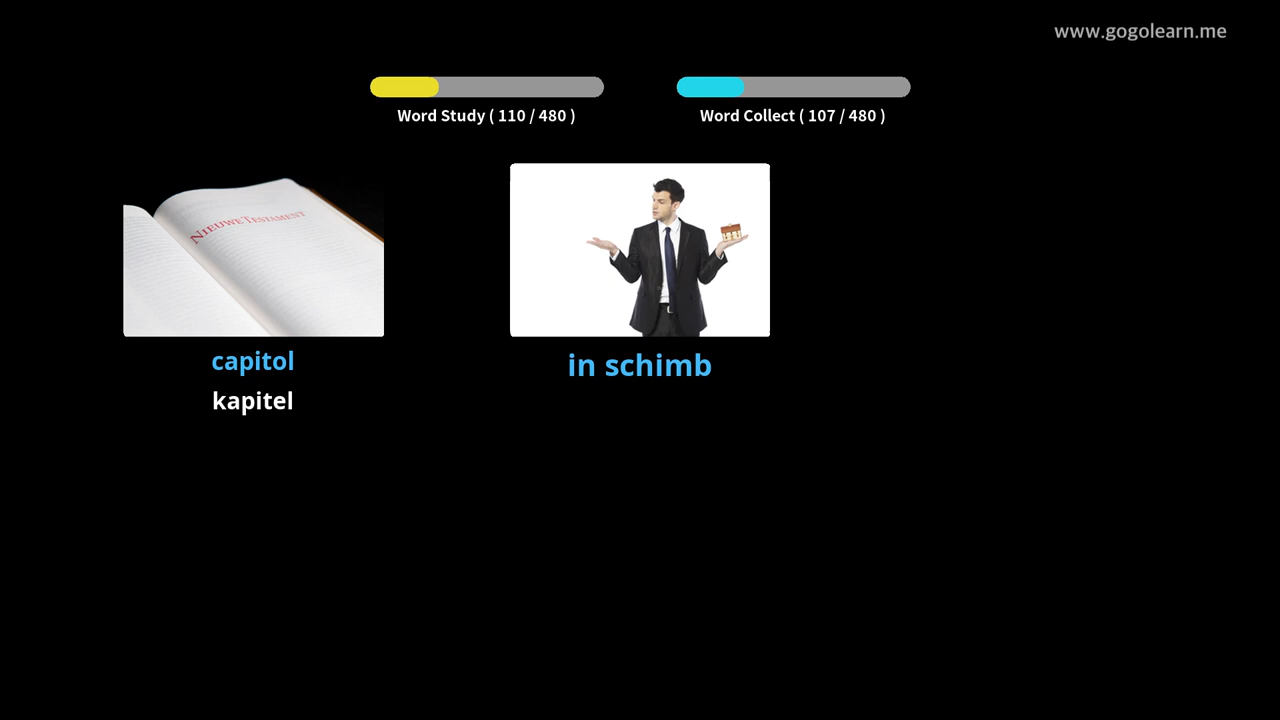 www.gogolearn.me
Word Study ( 110 / 480 )
Word Collect ( 107 / 480 )
NIEUWE TESTAMENT
capitol
kapitel
in schimb